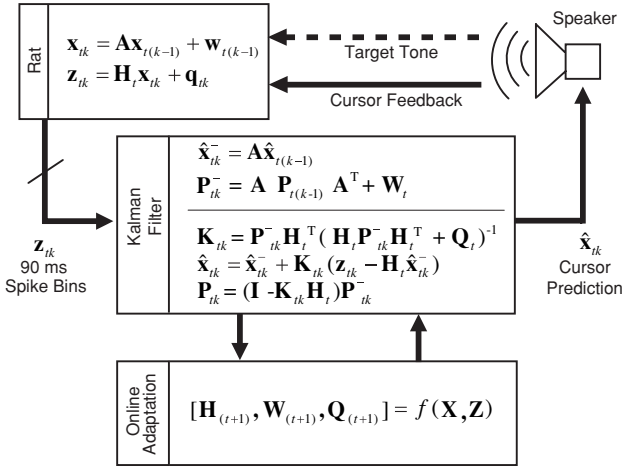 Speaker
Rat
x_tk = Ax_t(k−1) + w_t(k−1)
z_tk = H_t x_tk + q_tk
Target Tone
Cursor Feedback
Kalman
Filter
x̂⁻_tk = Ax̂_t(k−1)
P⁻_tk = A P_t(k-1) A^T + W_t
K_tk = P⁻_tk H_t^T ( H_t P⁻_tk H_t^T + Q_t )^-1
x̂_tk = x̂⁻_tk + K_tk (z_tk − H_t x̂⁻_tk )
P_tk = (I - K_tk H_t )P⁻_tk
z_tk
90 ms
Spike Bins
x̂_tk
Cursor
Prediction
Online
Adaptation
[H_(t+1), W_(t+1), Q_(t+1)] = f(X, Z)